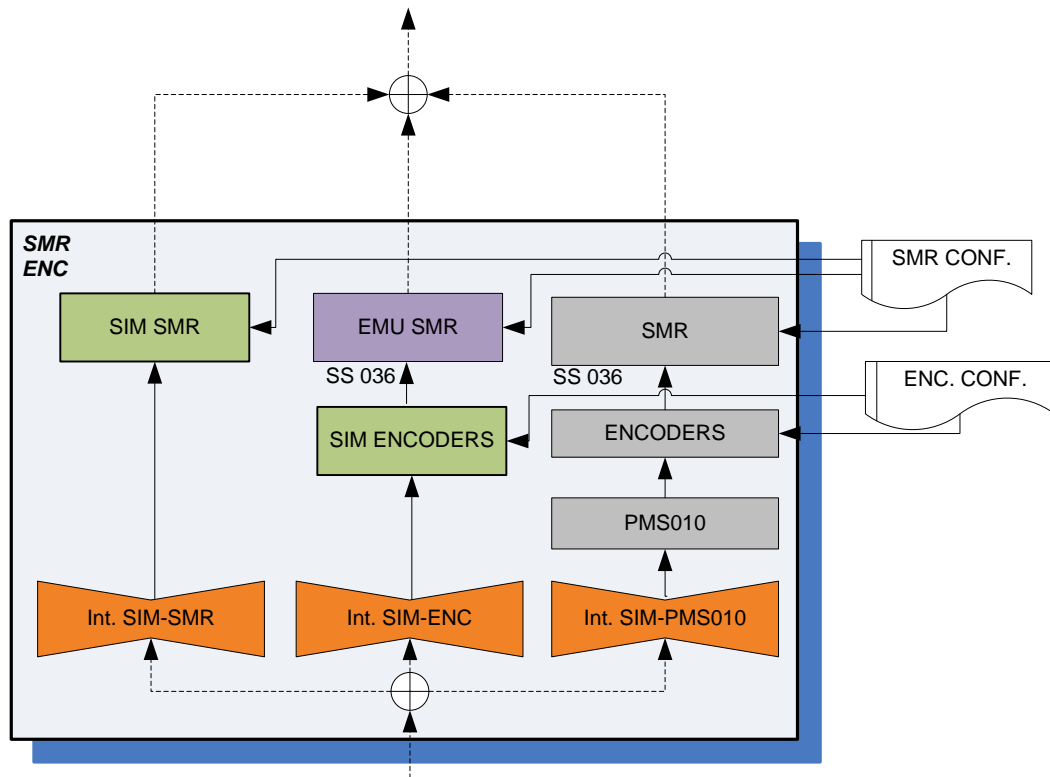 SMR
ENC
SMR CONF.
SIM SMR
EMU SMR
SMR
SS 036
SS 036
ENC. CONF.
SIM ENCODERS
ENCODERS
PMS010
Int. SIM-SMR
Int. SIM-ENC
Int. SIM-PMS010